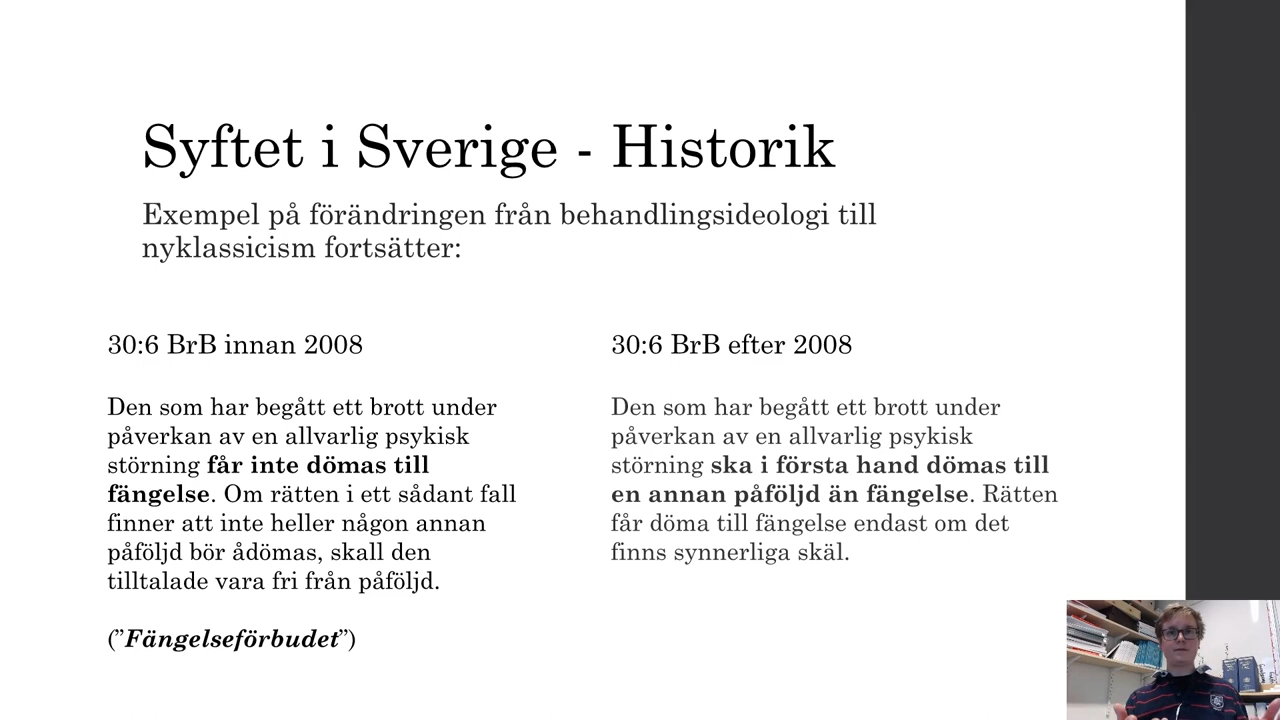 Syftet i Sverige - Historik
Exempel på förändringen från behandlingsideologi till
nyklassicism fortsätter:
30:6 BrB innan 2008
Den som har begått ett brott under
påverkan av en allvarlig psykisk
störning får inte dömas till
fängelse. Om rätten i ett sådant fall
finner att inte heller någon annan
påföljd bör ådömas, skall den
tilltalade vara fri från påföljd.
(”Fängelseförbudet”)
30:6 BrB efter 2008
Den som har begått ett brott under
påverkan av en allvarlig psykisk
störning ska i första hand dömas till
en annan påföljd än fängelse. Rätten
får döma till fängelse endast om det
finns synnerliga skäl.